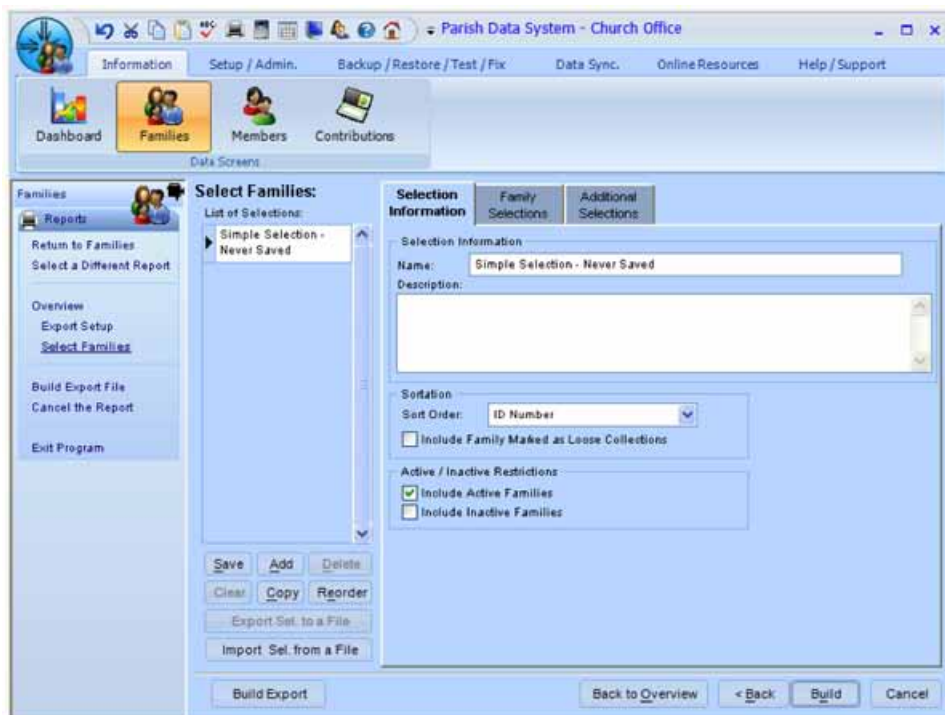 Parish Data System - Church Office
Information Setup / Admin. Backup / Restore / Test / Fix Data Sync. Online Resources Help / Support
Dashboard Families Members Contributions
Data Screens
Families
Reports
Return to Families
Select a Different Report
Overview
Export Setup
Select Families
Build Export File
Cancel the Report
Exit Program
Select Families:
List of Selections:
Simple Selection -
Never Saved
Save Add Delete
Clear Copy Reorder
Export Sel. to a File
Import Sel. from a File
Selection
Information
Family
Selections
Additional
Selections
Selection Information
Name: Simple Selection - Never Saved
Description:
Sortation
Sort Order: ID Number
Include Family Marked as Loose Collections
Active / Inactive Restrictions
Include Active Families
Include Inactive Families
Build Export Back to Overview < Back Build Cancel